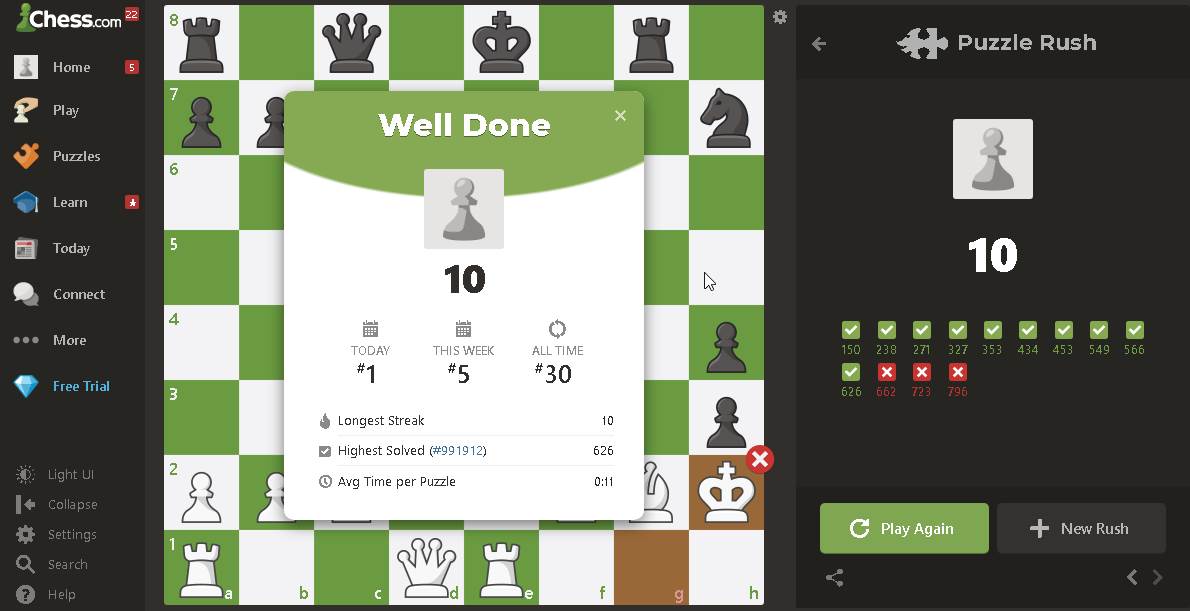 Chess.com 22
Home 5
Play
Puzzles
Learn
Today
Connect
More
Free Trial
Light UI
Collapse
Settings
Search
Help
8
7
6
5
4
3
2
1
a b c d e f g h
Well Done ×
10
TODAY THIS WEEK ALL TIME
#1 #5 #30
Longest Streak 10
Highest Solved (#991912) 626
Avg Time per Puzzle 0:11
Puzzle Rush
10
150 238 271 327 353 434 453 549 566
626 662 723 796
Play Again
New Rush